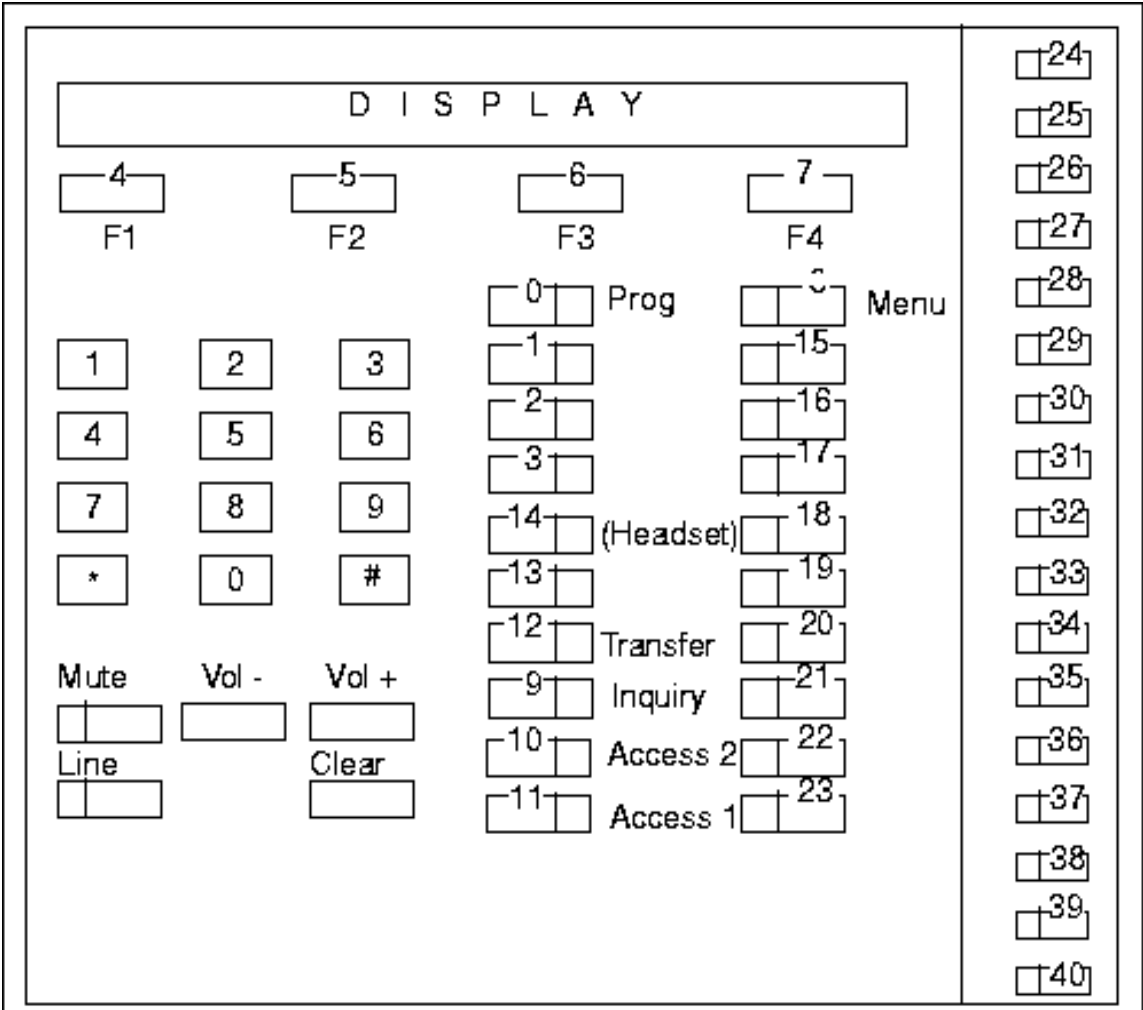 DISPLAY
4 5 6 7
F1 F2 F3 F4
0 Prog Menu
1 15
2 16
3 17
14 (Headset) 18
13 19
12 Transfer 20
9 Inquiry 21
10 Access 2 22
11 Access 1 23
1 2 3
4 5 6
7 8 9
* 0 #
Mute Vol - Vol +
Line Clear
24
25
26
27
28
29
30
31
32
33
34
35
36
37
38
39
40